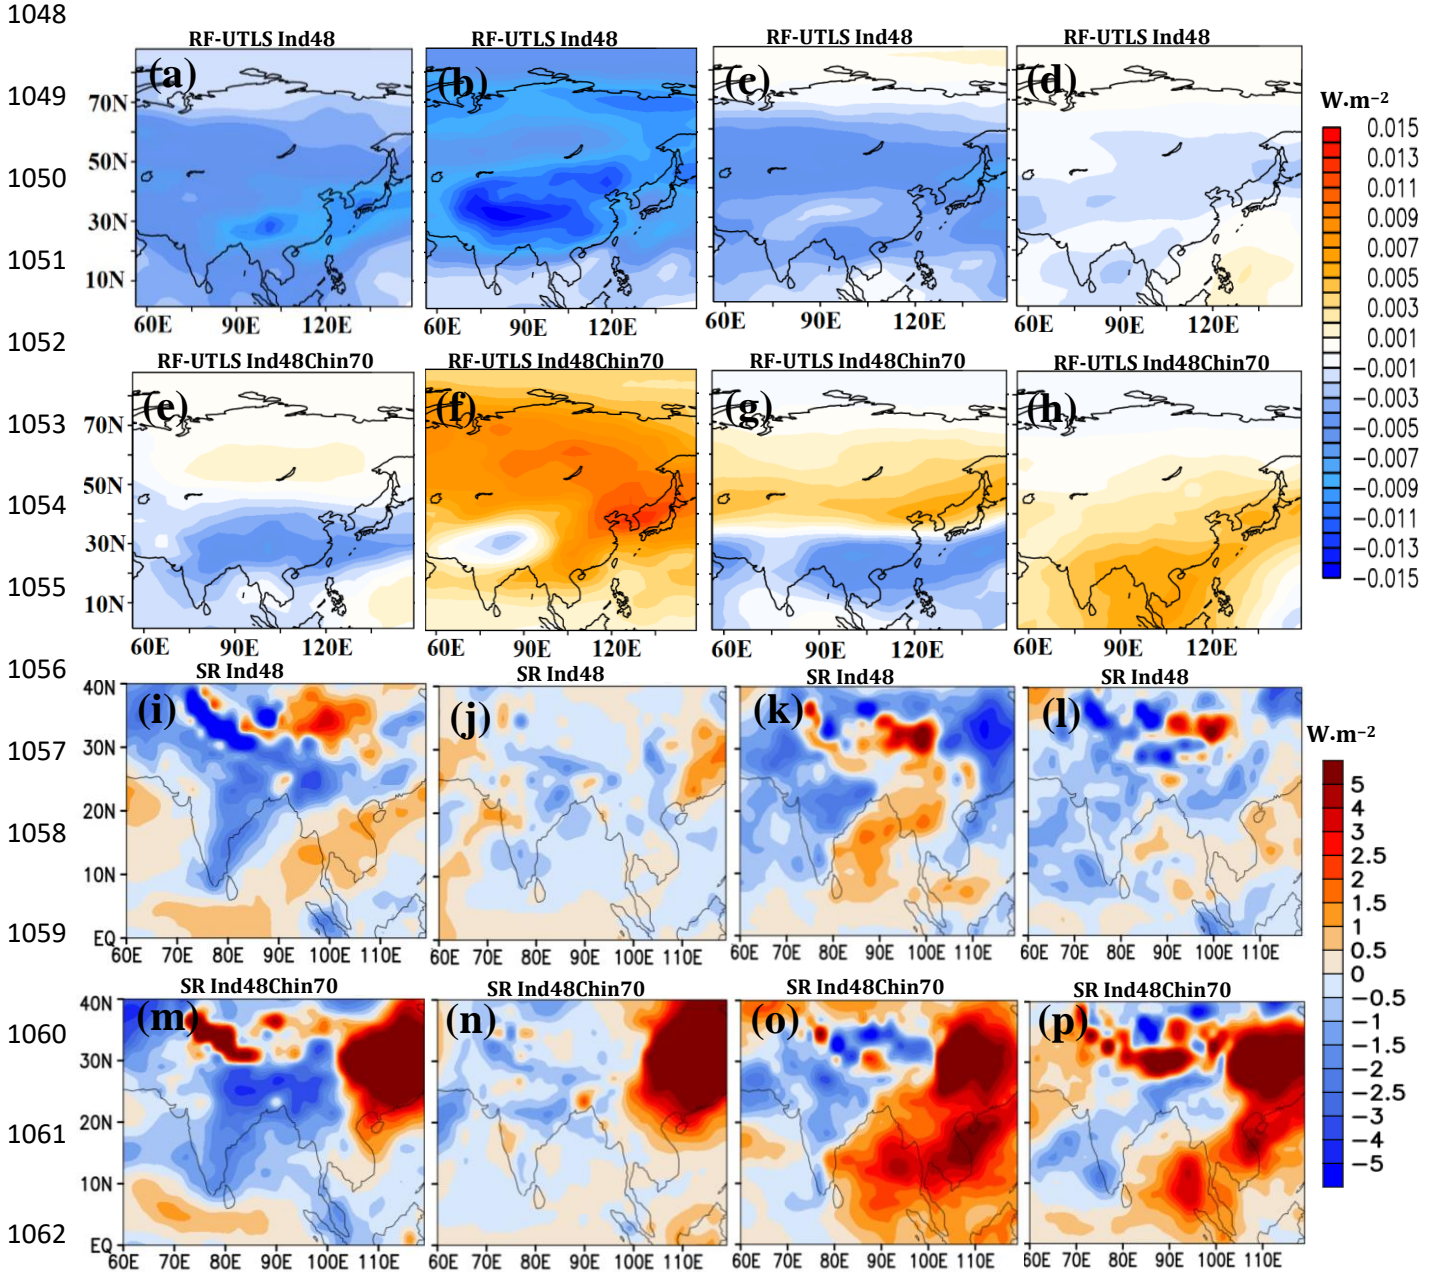 1048
RF-UTLS Ind48 RF-UTLS Ind48 RF-UTLS Ind48 RF-UTLS Ind48
(a) (b) (c) (d)
W.m−2
1049
70N
0.015
0.013
1050
50N
0.011
0.009
30N
0.007
1051
0.005
10N
0.003
60E 90E 120E 60E 90E 120E 60E 90E 120E 60E 90E 120E
1052
0.001
RF-UTLS Ind48Chin70 RF-UTLS Ind48Chin70 RF-UTLS Ind48Chin70 RF-UTLS Ind48Chin70
−0.001
(e) (f) (g) (h)
−0.003
1053
70N
−0.005
−0.007
50N
−0.009
1054
−0.011
30N
−0.013
1055
−0.015
10N
60E 90E 120E 60E 90E 120E 60E 90E 120E 60E 90E 120E
1056
SR Ind48 SR Ind48 SR Ind48 SR Ind48
40N
(i) (j) (k) (l)
W.m−2
1057
30N
5
4
1058
20N
3
2.5
10N
2
1.5
1059
EQ
1
60E 70E 80E 90E 100E 110E 60E 70E 80E 90E 100E 110E 60E 70E 80E 90E 100E 110E 60E 70E 80E 90E 100E 110E
0.5
0
SR Ind48Chin70 SR Ind48Chin70 SR Ind48Chin70 SR Ind48Chin70
40N
−0.5
(m) (n) (o) (p)
1060
−1
−1.5
30N
−2
−2.5
1061
20N
−3
−4
−5
10N
1062
EQ
60E 70E 80E 90E 100E 110E 60E 70E 80E 90E 100E 110E 60E 70E 80E 90E 100E 110E 60E 70E 80E 90E 100E 110E